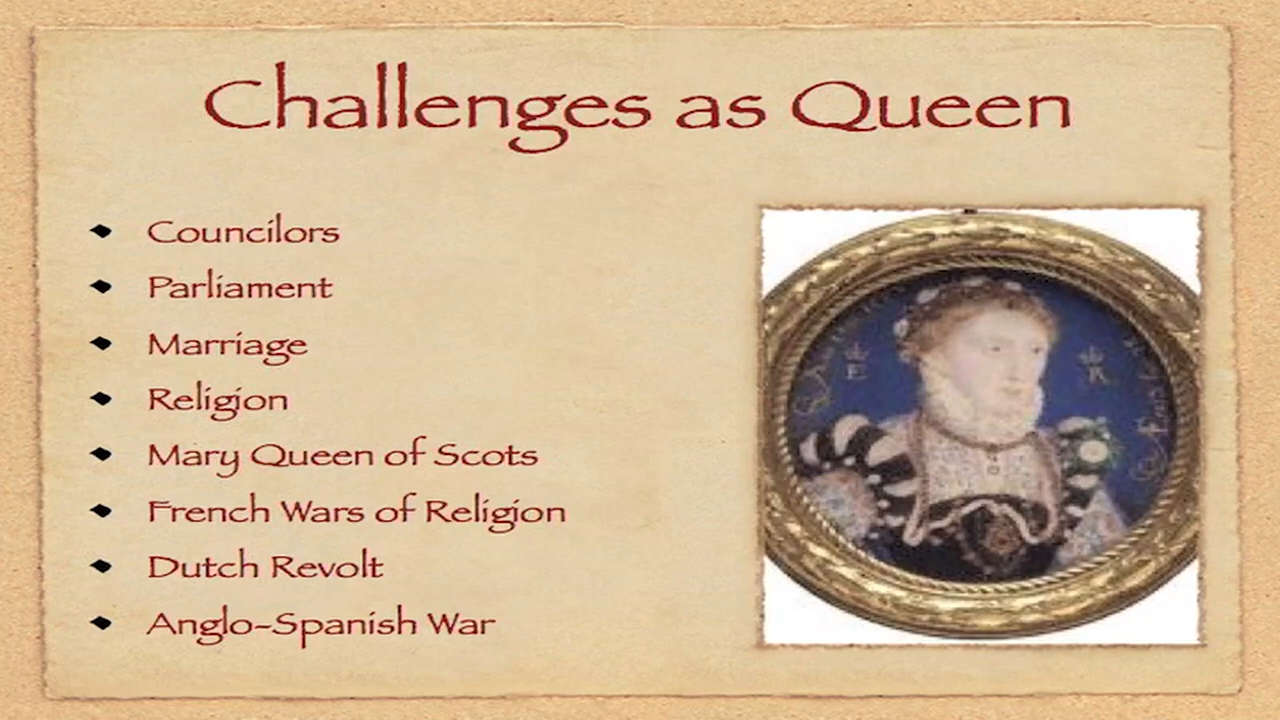 Challenges as Queen
Councilors
Parliament
Marriage
Religion
Mary Queen of Scots
French Wars of Religion
Dutch Revolt
Anglo-Spanish War
E
R